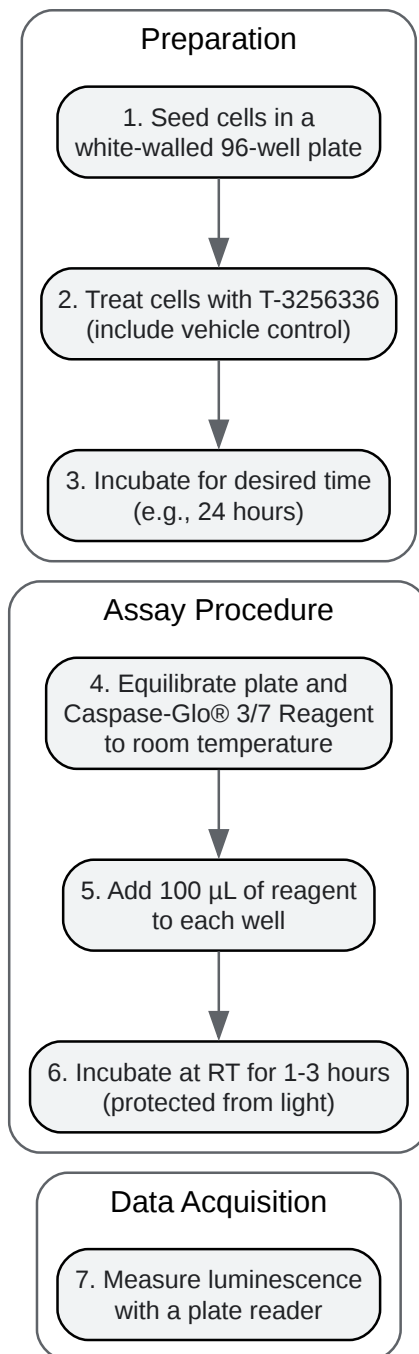 Preparation
1. Seed cells in a
white-walled 96-well plate
2. Treat cells with T-3256336
(include vehicle control)
3. Incubate for desired time
(e.g., 24 hours)
Assay Procedure
4. Equilibrate plate and
Caspase-Glo® 3/7 Reagent
to room temperature
5. Add 100 µL of reagent
to each well
6. Incubate at RT for 1-3 hours
(protected from light)
Data Acquisition
7. Measure luminescence
with a plate reader